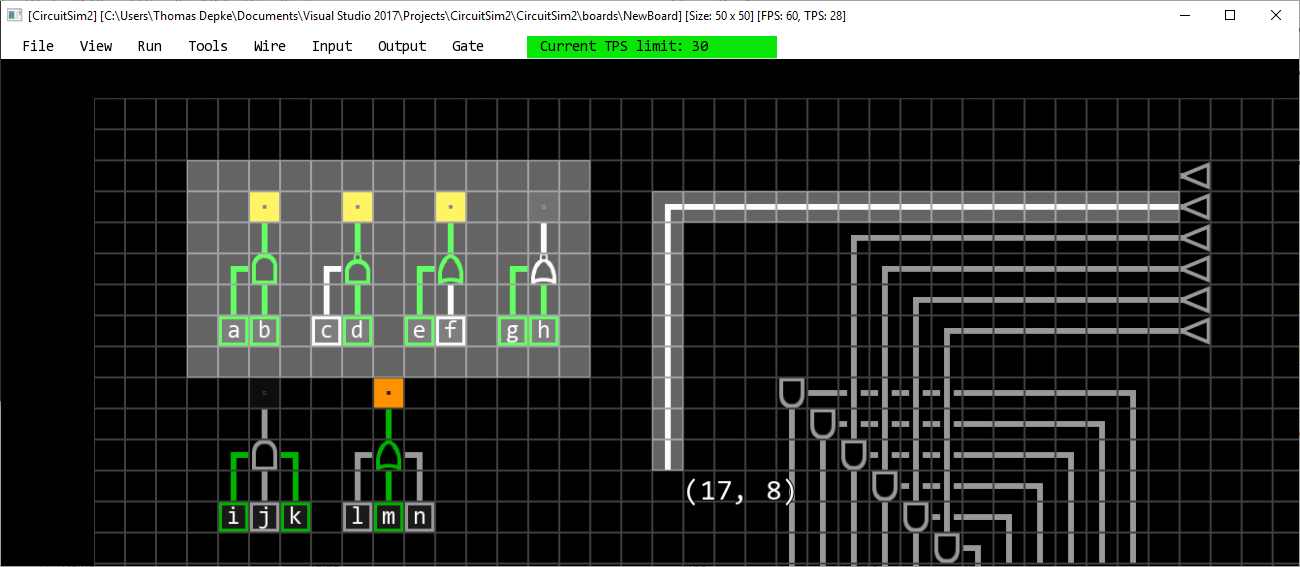 [CircuitSim2] [C:\Users\Thomas Depke\Documents\Visual Studio 2017\Projects\CircuitSim2\CircuitSim2\boards\NewBoard] [Size: 50 x 50] [FPS: 60, TPS: 28]
File View Run Tools Wire Input Output Gate Current TPS limit: 30
a b c d e f g h
(17, 8)
i j k l m n